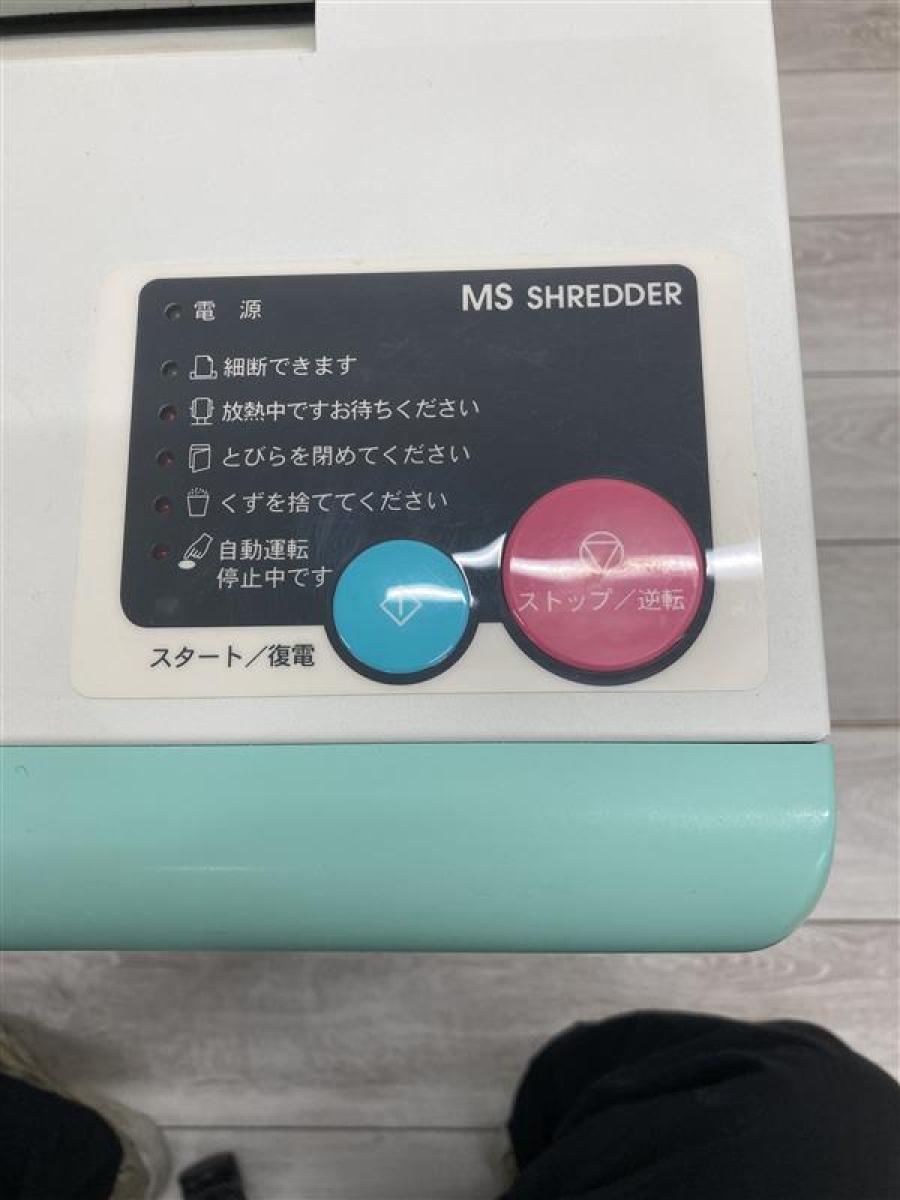 電 源
MS SHREDDER
細断できます
放熱中ですお待ちください
とびらを閉めてください
くずを捨ててください
自動運転
停止中です
ストップ／逆転
スタート／復電